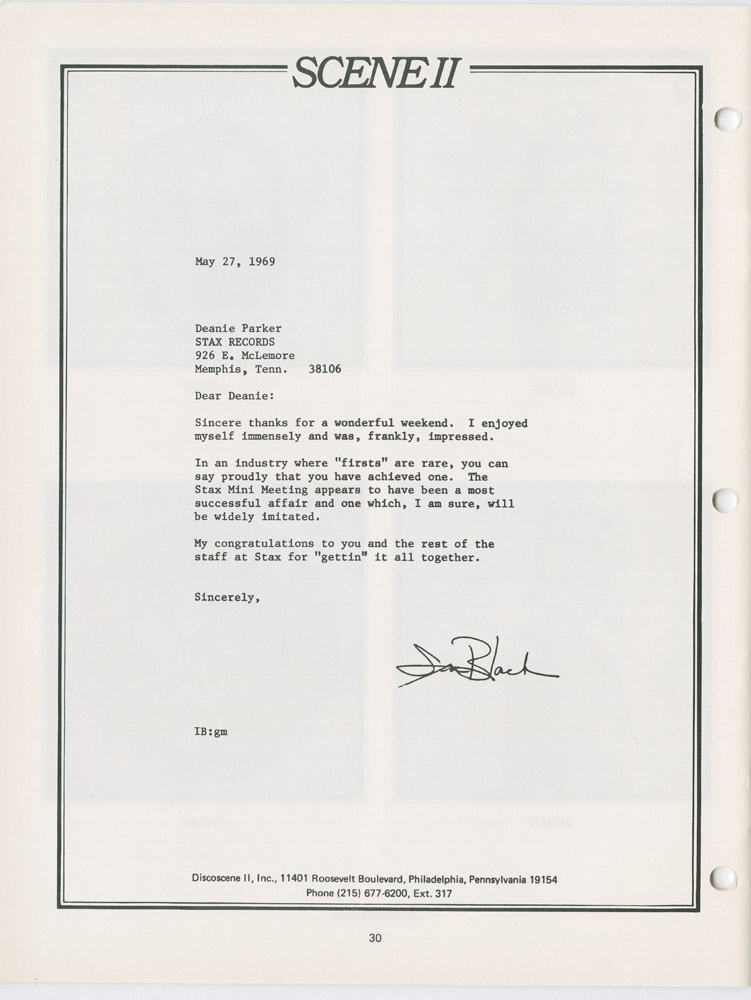 SCENE II
May 27, 1969
Deanie Parker
STAX RECORDS
926 E. McLemore
Memphis, Tenn. 38106
Dear Deanie:
Sincere thanks for a wonderful weekend. I enjoyed
myself immensely and was, frankly, impressed.
In an industry where "firsts" are rare, you can
say proudly that you have achieved one. The
Stax Mini Meeting appears to have been a most
successful affair and one which, I am sure, will
be widely imitated.
My congratulations to you and the rest of the
staff at Stax for "gettin" it all together.
Sincerely,
Black
IB:gm
Discoscene II, Inc., 11401 Roosevelt Boulevard, Philadelphia, Pennsylvania 19154
Phone (215) 677-6200, Ext. 317
30